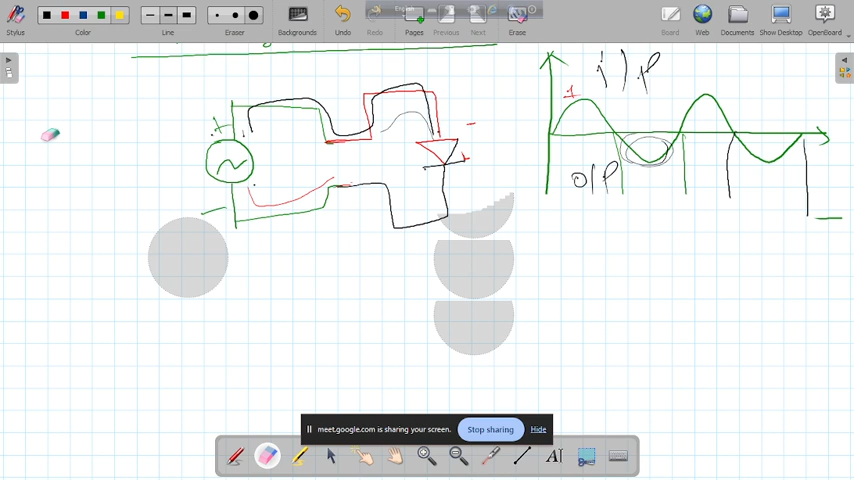 English
Stylus
Color
Line
Eraser
Backgrounds
Undo
Redo
Pages
Previous
Next
Erase
Board
Web
Documents
Show Desktop
OpenBoard
i/p
+
+
-
+
-
o/p
-
meet.google.com is sharing your screen.
Stop sharing
Hide
A